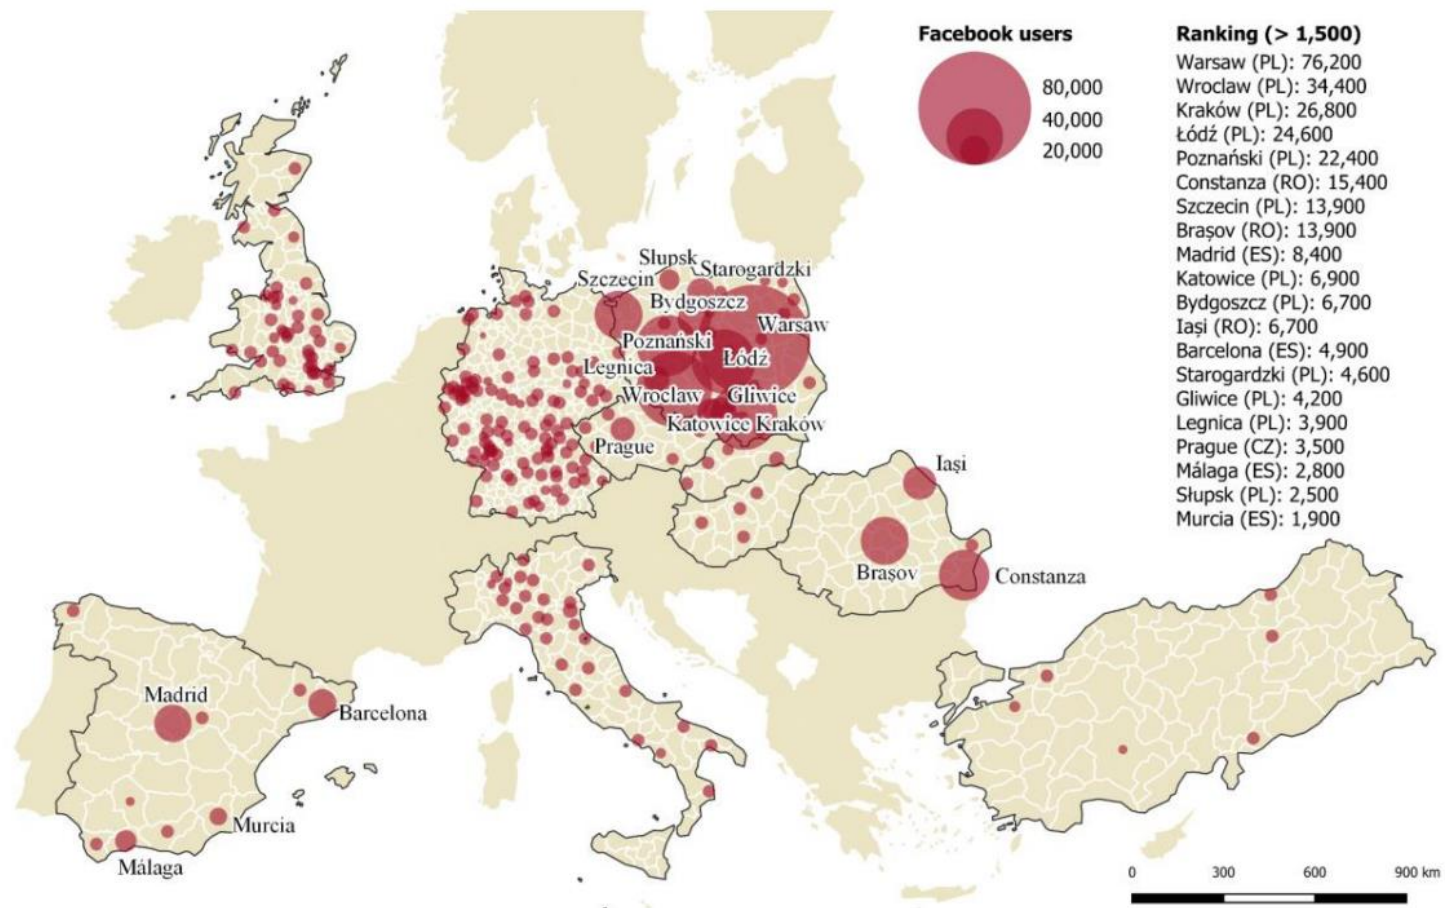 Facebook users
80,000
40,000
20,000
Ranking (> 1,500)
Warsaw (PL): 76,200
Wroclaw (PL): 34,400
Kraków (PL): 26,800
Łódź (PL): 24,600
Poznański (PL): 22,400
Constanza (RO): 15,400
Szczecin (PL): 13,900
Brașov (RO): 13,900
Madrid (ES): 8,400
Katowice (PL): 6,900
Bydgoszcz (PL): 6,700
Iași (RO): 6,700
Barcelona (ES): 4,900
Starogardzki (PL): 4,600
Gliwice (PL): 4,200
Legnica (PL): 3,900
Prague (CZ): 3,500
Málaga (ES): 2,800
Słupsk (PL): 2,500
Murcia (ES): 1,900
Słupsk
Starogardzki
Szczecin
Bydgoszcz
Warsaw
Poznański
Łódź
Legnica
Wroclaw
Gliwice
Katowice
Kraków
Prague
Iași
Brașov
Constanza
Madrid
Barcelona
Murcia
Málaga
0 300 600 900 km